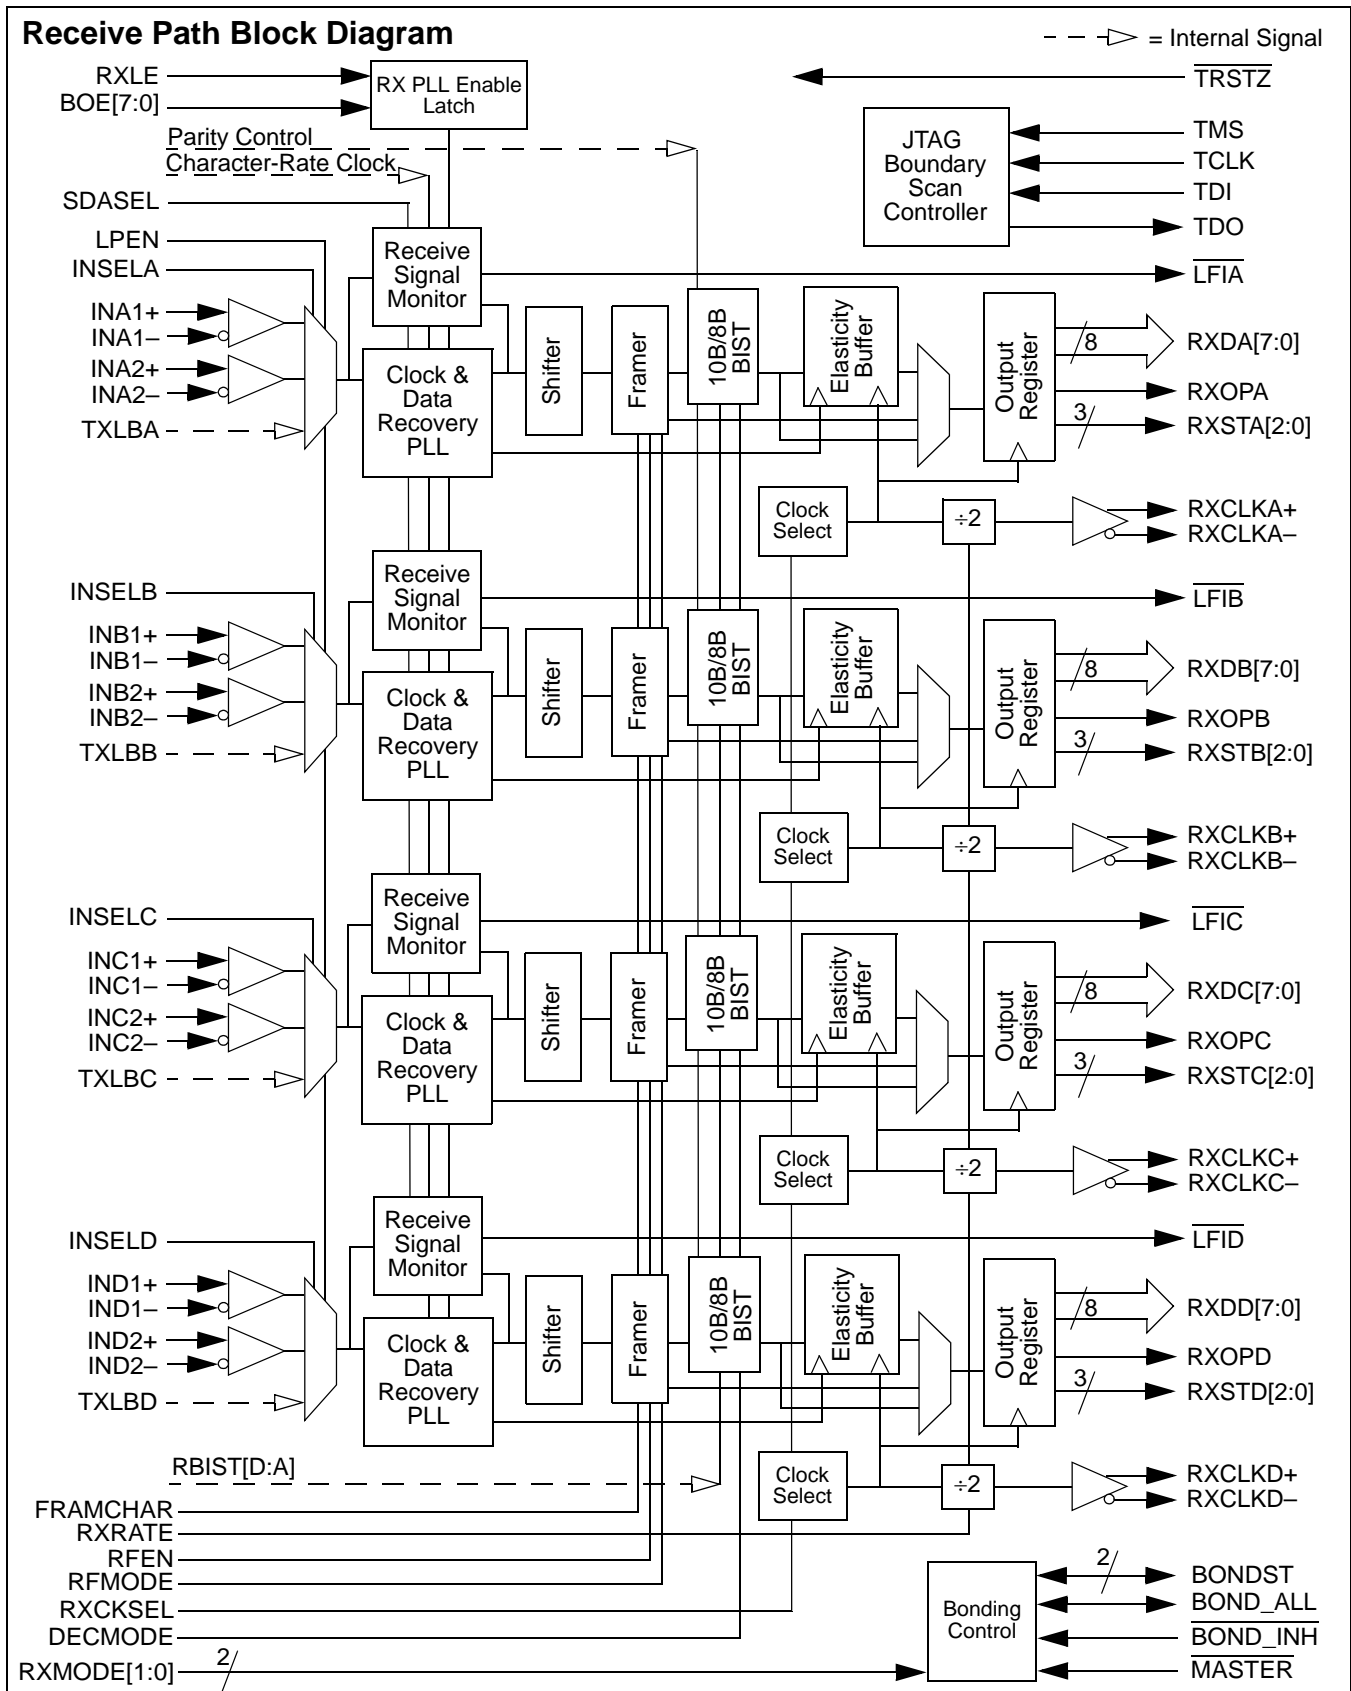 Receive Path Block Diagram
= Internal Signal
RXLE
BOE[7:0]
RX PLL Enable
Latch
TRSTZ
Parity Control
Character-Rate Clock
JTAG
Boundary
Scan
Controller
TMS
TCLK
TDI
TDO
SDASEL
LPEN
INSELA
INA1+
INA1–
INA2+
INA2–
TXLBA
Receive
Signal
Monitor
Clock &
Data
Recovery
PLL
Shifter
Framer
10B/8B
BIST
Elasticity
Buffer
Output
Register
LFIA
8
RXDA[7:0]
RXOPA
3
RXSTA[2:0]
Clock
Select
÷2
RXCLKA+
RXCLKA–
INSELB
INB1+
INB1–
INB2+
INB2–
TXLBB
Receive
Signal
Monitor
Clock &
Data
Recovery
PLL
Shifter
Framer
10B/8B
BIST
Elasticity
Buffer
Output
Register
LFIB
8
RXDB[7:0]
RXOPB
3
RXSTB[2:0]
Clock
Select
÷2
RXCLKB+
RXCLKB–
INSELC
INC1+
INC1–
INC2+
INC2–
TXLBC
Receive
Signal
Monitor
Clock &
Data
Recovery
PLL
Shifter
Framer
10B/8B
BIST
Elasticity
Buffer
Output
Register
LFIC
8
RXDC[7:0]
RXOPC
3
RXSTC[2:0]
Clock
Select
÷2
RXCLKC+
RXCLKC–
INSELD
IND1+
IND1–
IND2+
IND2–
TXLBD
Receive
Signal
Monitor
Clock &
Data
Recovery
PLL
Shifter
Framer
10B/8B
BIST
Elasticity
Buffer
Output
Register
LFID
8
RXDD[7:0]
RXOPD
3
RXSTD[2:0]
Clock
Select
÷2
RXCLKD+
RXCLKD–
RBIST[D:A]
FRAMCHAR
RXRATE
RFEN
RFMODE
RXCKSEL
DECMODE
RXMODE[1:0]
2
Bonding
Control
2
BONDST
BOND_ALL
BOND_INH
MASTER